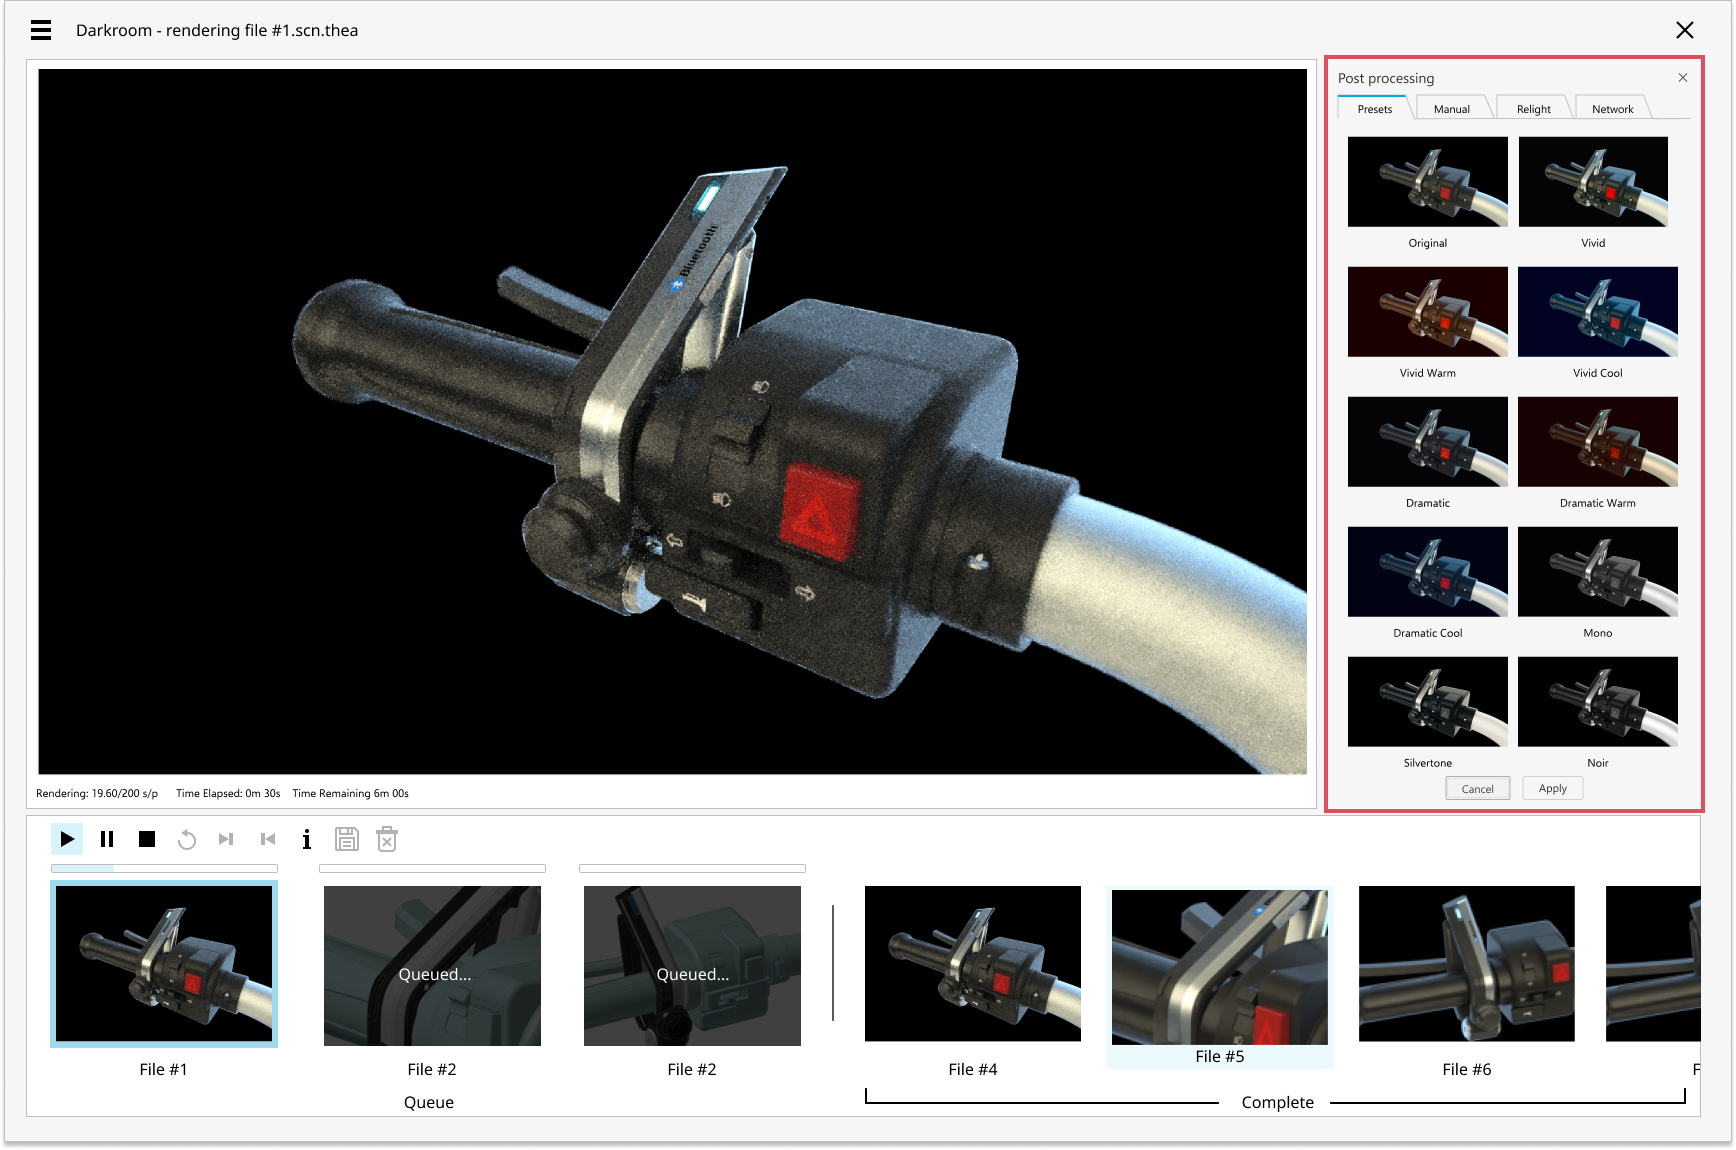 Darkroom - rendering file #1.scn.thea
Bluetooth
Rendering: 19.60/200 s/p Time Elapsed: 0m 30s Time Remaining 6m 00s
Post processing
Presets Manual Relight Network
Original Vivid
Vivid Warm Vivid Cool
Dramatic Dramatic Warm
Dramatic Cool Mono
Silvertone Noir
Cancel Apply
Queued... Queued...
File #1 File #2 File #2 File #4 File #5 File #6 F
Queue Complete